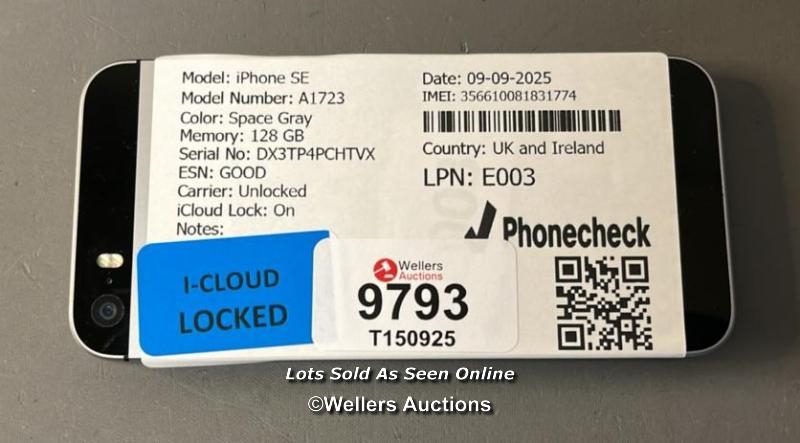 Model: iPhone SE
Model Number: A1723
Color: Space Gray
Memory: 128 GB
Serial No: DX3TP4PCHTVX
ESN: GOOD
Carrier: Unlocked
iCloud Lock: On
Notes:
Date: 09-09-2025
IMEI: 356610081831774
Country: UK and Ireland
LPN: E003
Phonecheck
I-CLOUD
LOCKED
Wellers
Auctions
9793
T150925
Lots Sold As Seen Online
©Wellers Auctions